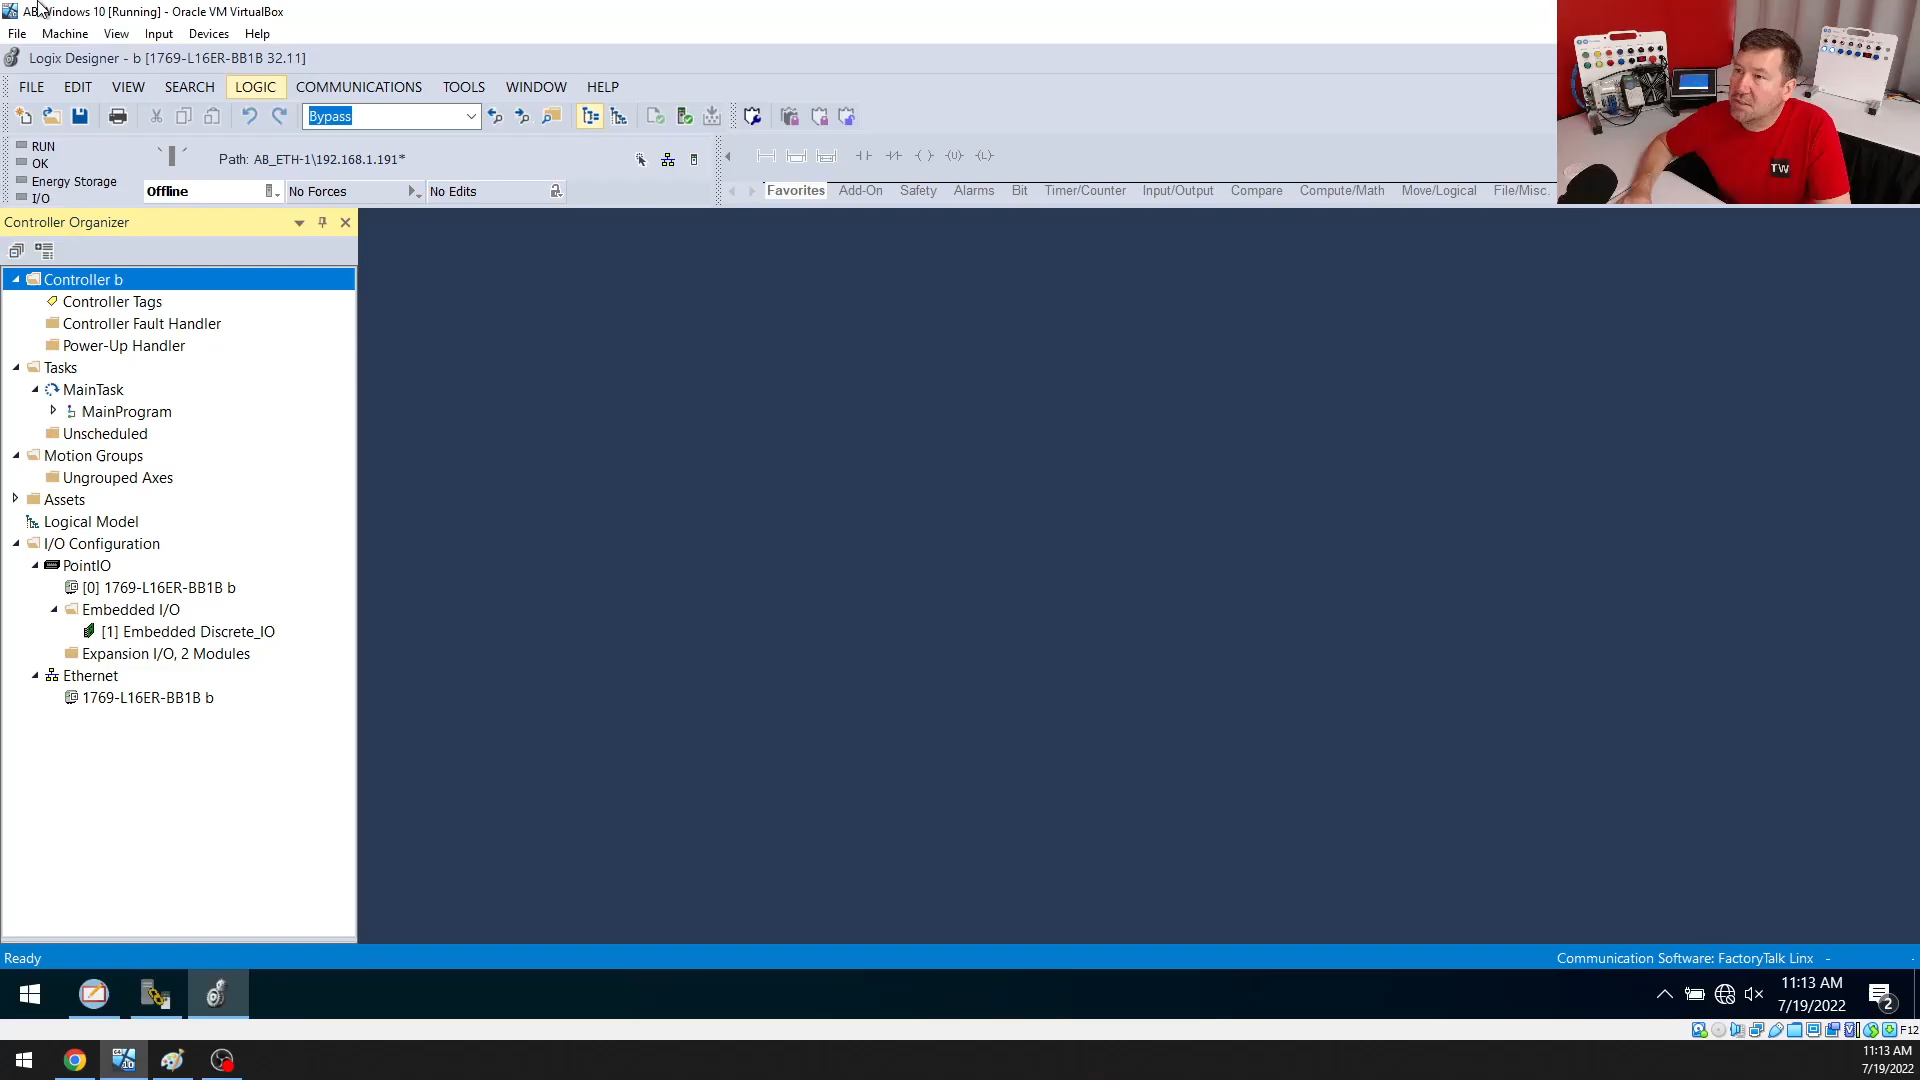 AB Windows 10 [Running] - Oracle VM VirtualBox
File Machine View Input Devices Help
Logix Designer - b [1769-L16ER-BB1B 32.11]
FILE EDIT VIEW SEARCH LOGIC COMMUNICATIONS TOOLS WINDOW HELP
Bypass
RUN
OK
Energy Storage
I/O
Path: AB_ETH-1\192.168.1.191*
Offline No Forces No Edits
Favorites Add-On Safety Alarms Bit Timer/Counter Input/Output Compare Compute/Math Move/Logical File/Misc.
TW
Controller Organizer
Controller b
Controller Tags
Controller Fault Handler
Power-Up Handler
Tasks
MainTask
MainProgram
Unscheduled
Motion Groups
Ungrouped Axes
Assets
Logical Model
I/O Configuration
PointIO
[0] 1769-L16ER-BB1B b
Embedded I/O
[1] Embedded Discrete_IO
Expansion I/O, 2 Modules
Ethernet
1769-L16ER-BB1B b
Ready
Communication Software: FactoryTalk Linx -
11:13 AM
7/19/2022
2
F12
11:13 AM
7/19/2022